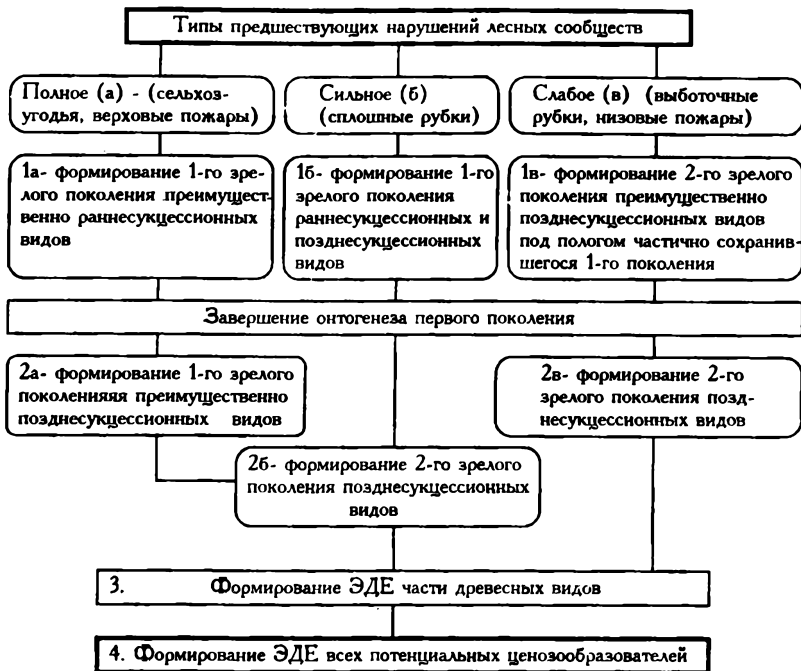 Типы предшествующих нарушений лесных сообществ
Полное (а) - (сельхоз-
угодья, верховые пожары)
Сильное (б)
(сплошные рубки)
Слабое (в) (выботочные
рубки, низовые пожары)
1а- формирование 1-го зре-
лого поколения преимущест-
венно раннесукцессионных
видов
1б- формирование 1-го
зрелого поколения
раннесукцессионных и
позднесукцессионных
видов
1в- формирование 2-го зрелого
поколения преимущественно
позднесукцессионных видов
под пологом частично сохранив-
шегося 1-го поколения
Завершение онтогенеза первого поколения
2а- формирование 1-го зрелого
поколенияяя преимущественно
позднесукцессионных видов
2в- формирование 2-го
зрелого поколения позд-
несукцессионных видов
2б- формирование 2-го зрелого
поколения позднесукцессионных
видов
3. Формирование ЭДЕ части древесных видов
4. Формирование ЭДЕ всех потенциальных ценозообразователей